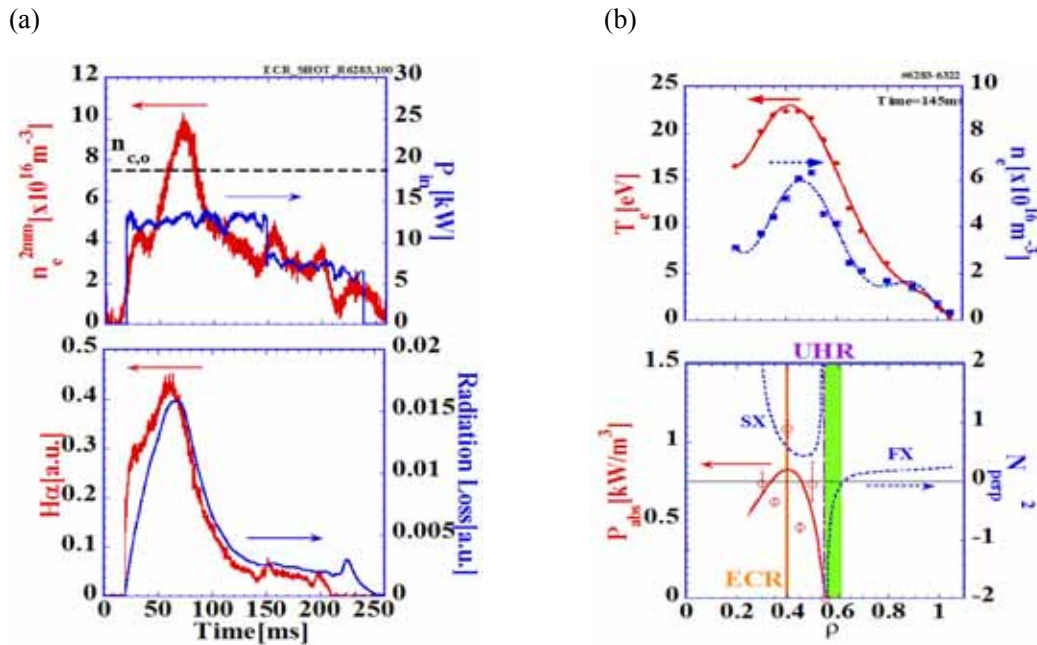 (a)
(b)
ECR_SHOT_R6283,100
n_e^2mm[x10^16 m^-3]
12
10
8
6
4
2
0
n_c,o
30
25
20
15
10
5
0
P_in[kW]
Hα[a.u.]
0.5
0.4
0.3
0.2
0.1
0
0.02
0.015
0.01
0.005
0
Radiation Loss[a.u.]
0 50 100 150 200 250
Time[ms]
#6283-6322
Time=145ms
T_e[eV]
25
20
15
10
5
0
10
8
6
4
2
0
n_e[x10^16 m^-3]
UHR
P_abs[kW/m^3]
1.5
1
0.5
0
SX
FX
ECR
2
1
0
-1
-2
N_perp^2
0 0.2 0.4 0.6 0.8 1
ρ